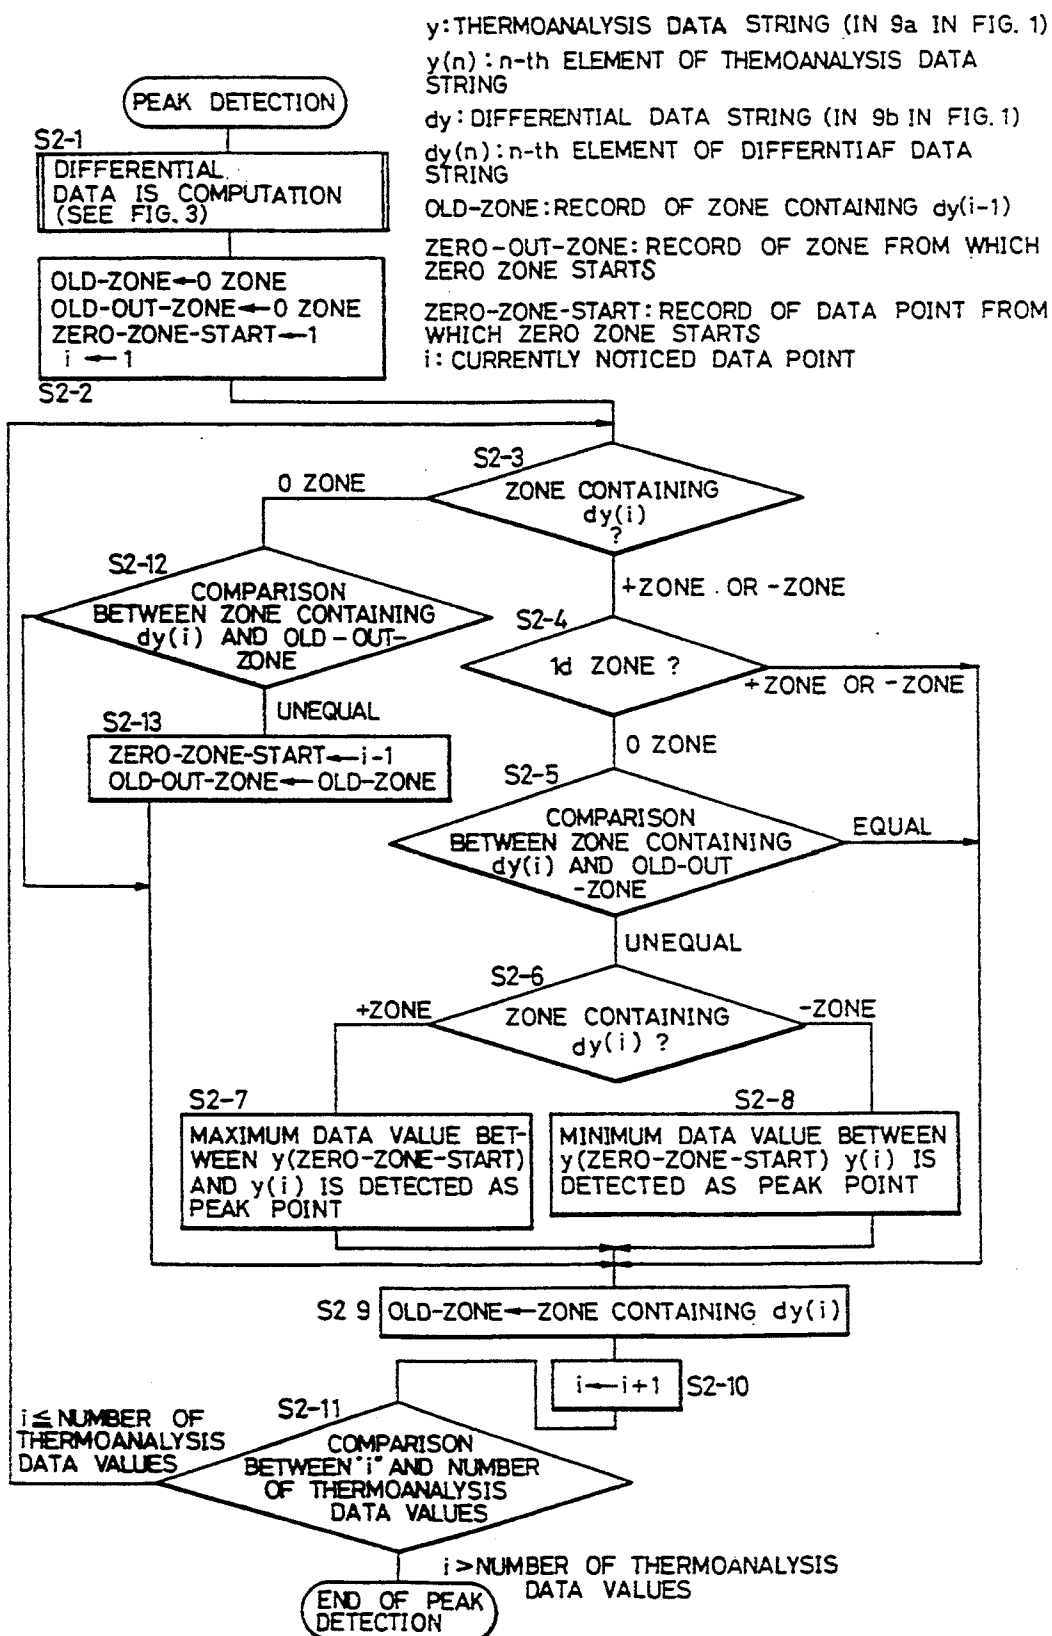 y:THERMOANALYSIS DATA STRING (IN 9a IN FIG. 1)
y(n):n-th ELEMENT OF THEMOANALYSIS DATA
STRING
dy:DIFFERENTIAL DATA STRING (IN 9b IN FIG. 1)
dy(n):n-th ELEMENT OF DIFFERNTIAF DATA
STRING
OLD-ZONE:RECORD OF ZONE CONTAINING dy(i-1)
ZERO-OUT-ZONE:RECORD OF ZONE FROM WHICH
ZERO ZONE STARTS
ZERO-ZONE-START:RECORD OF DATA POINT FROM
WHICH ZERO ZONE STARTS
i:CURRENTLY NOTICED DATA POINT
PEAK DETECTION
S2-1
DIFFERENTIAL
DATA IS COMPUTATION
(SEE FIG.3)
OLD-ZONE←0 ZONE
OLD-OUT-ZONE←0 ZONE
ZERO-ZONE-START←1
i ←1
S2-2
S2-3
ZONE CONTAINING
dy(i)
?
0 ZONE
+ZONE OR -ZONE
S2-12
COMPARISON
BETWEEN ZONE CONTAINING
dy(i) AND OLD-OUT-
ZONE
UNEQUAL
S2-13
ZERO-ZONE-START←i-1
OLD-OUT-ZONE←OLD-ZONE
S2-4
1d ZONE ?
+ZONE OR -ZONE
0 ZONE
S2-5
COMPARISON
BETWEEN ZONE CONTAINING
dy(i) AND OLD-OUT
-ZONE
EQUAL
UNEQUAL
S2-6
ZONE CONTAINING
dy(i) ?
+ZONE
-ZONE
S2-7
MAXIMUM DATA VALUE BET-
WEEN y(ZERO-ZONE-START)
AND y(i) IS DETECTED AS
PEAK POINT
S2-8
MINIMUM DATA VALUE BETWEEN
y(ZERO-ZONE-START) y(i) IS
DETECTED AS PEAK POINT
S2 9
OLD-ZONE←ZONE CONTAINING dy(i)
i←i+1
S2-10
S2-11
COMPARISON
BETWEEN"i" AND NUMBER
OF THERMOANALYSIS
DATA VALUES
i≦NUMBER OF
THERMOANALYSIS
DATA VALUES
i>NUMBER OF THERMOANALYSIS
DATA VALUES
END OF PEAK
DETECTION